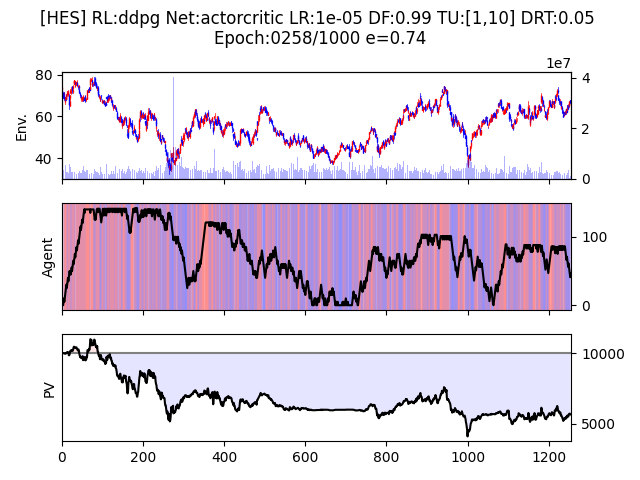 [HES] RL:ddpg Net:actorcritic LR:1e-05 DF:0.99 TU:[1,10] DRT:0.05
Epoch:0258/1000 e=0.74
1e7
80
60
40
Env.
4
2
0
Agent
100
0
PV
10000
5000
0 200 400 600 800 1000 1200